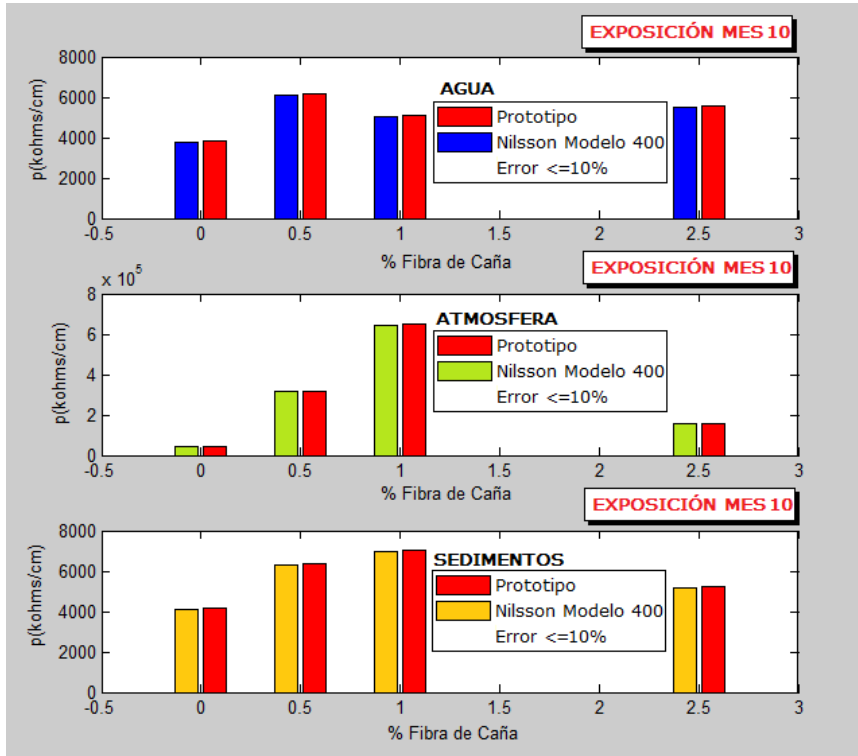 EXPOSICIÓN MES 10
8000
6000
4000
2000
0
p(kohms/cm)
AGUA
Prototipo
Nilsson Modelo 400
Error <=10%
-0.5 0 0.5 1 1.5 2 2.5 3
% Fibra de Caña
EXPOSICIÓN MES 10
x 10^5
8
6
4
2
0
p(kohms/cm)
ATMOSFERA
Prototipo
Nilsson Modelo 400
Error <=10%
-0.5 0 0.5 1 1.5 2 2.5 3
% Fibra de Caña
EXPOSICIÓN MES 10
8000
6000
4000
2000
0
p(kohms/cm)
SEDIMENTOS
Prototipo
Nilsson Modelo 400
Error <=10%
-0.5 0 0.5 1 1.5 2 2.5 3
% Fibra de Caña